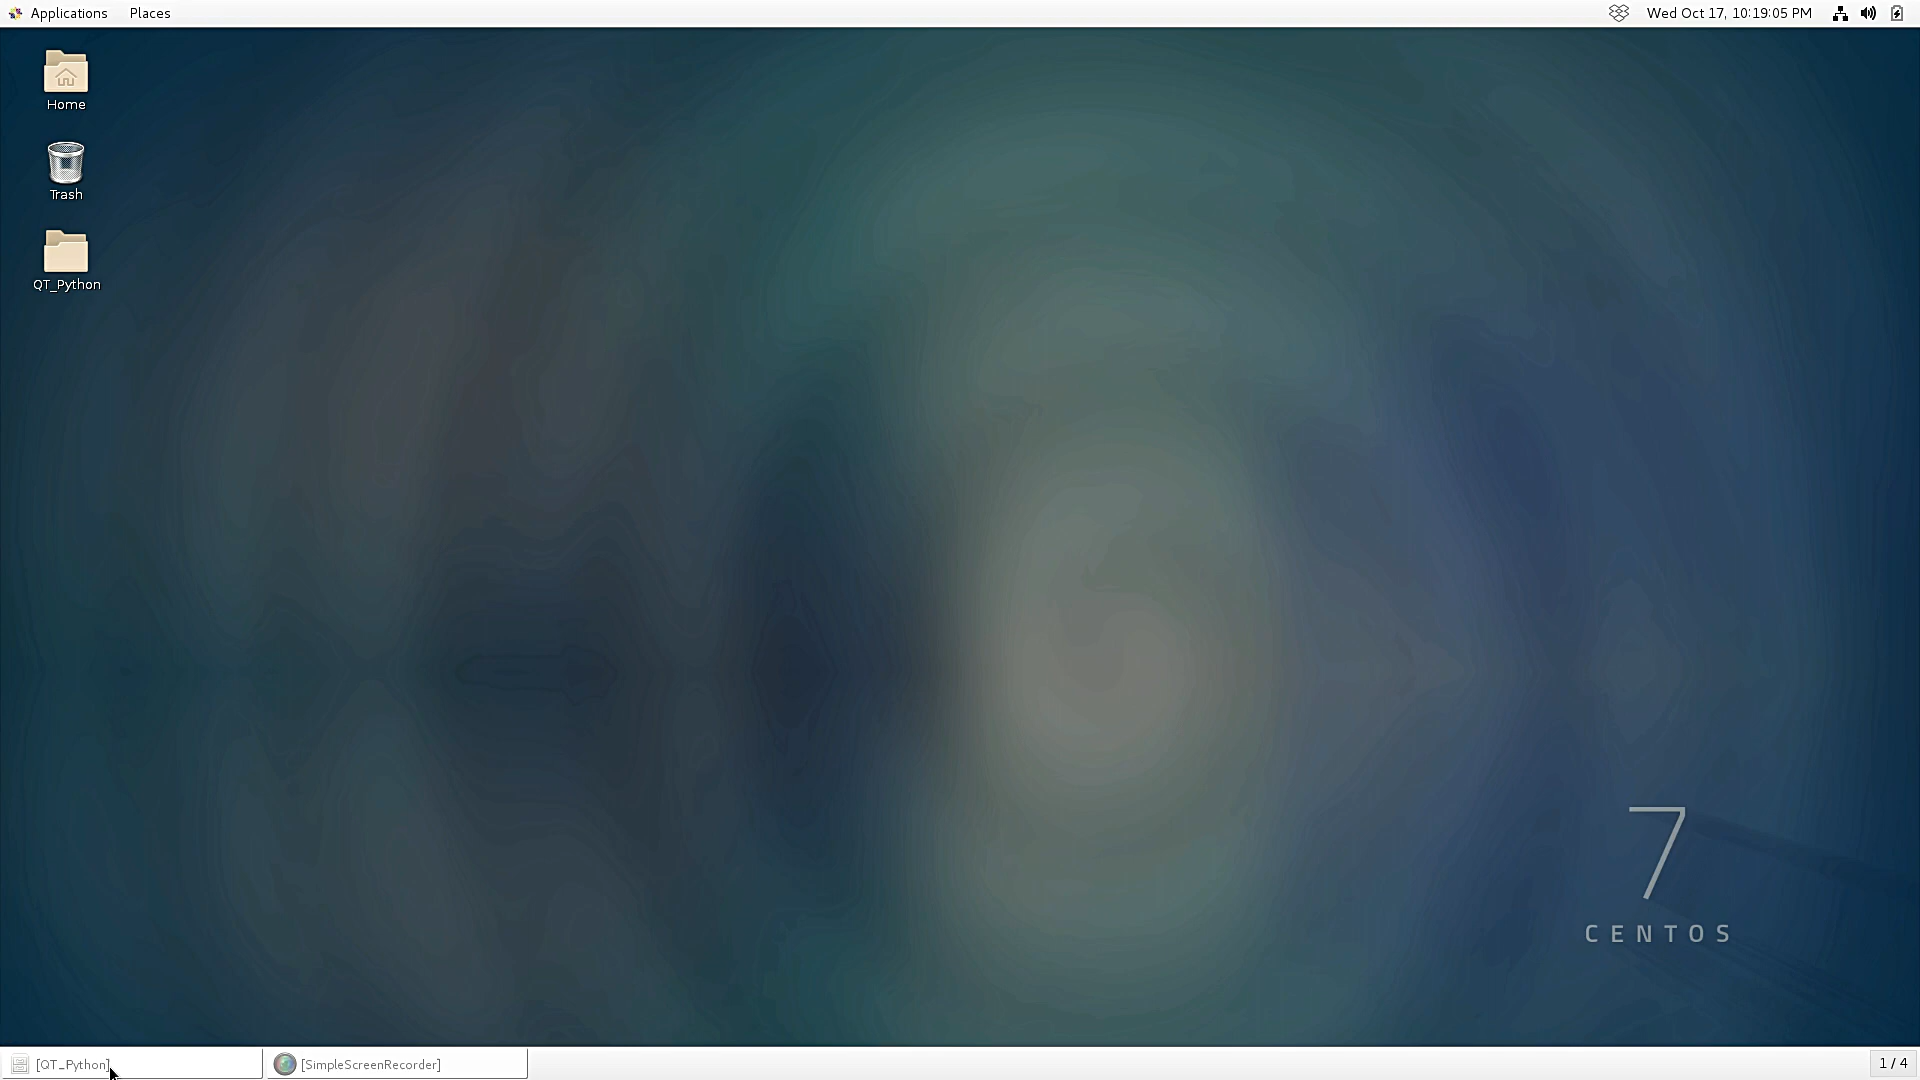 Applications Places Wed Oct 17, 10:19:05 PM
Home
Trash
QT_Python
7
CENTOS
[QT_Python] [SimpleScreenRecorder] 1 / 4